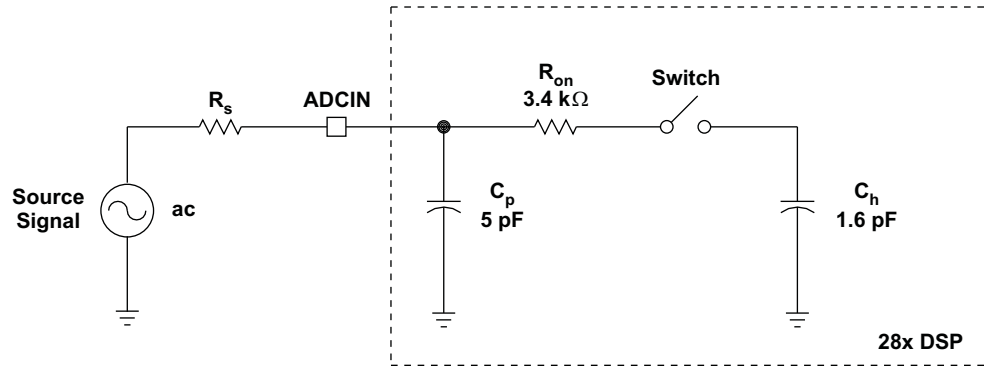 R_s
ADCIN
R_on
3.4 kΩ
Switch
Source
Signal
ac
C_p
5 pF
C_h
1.6 pF
28x DSP